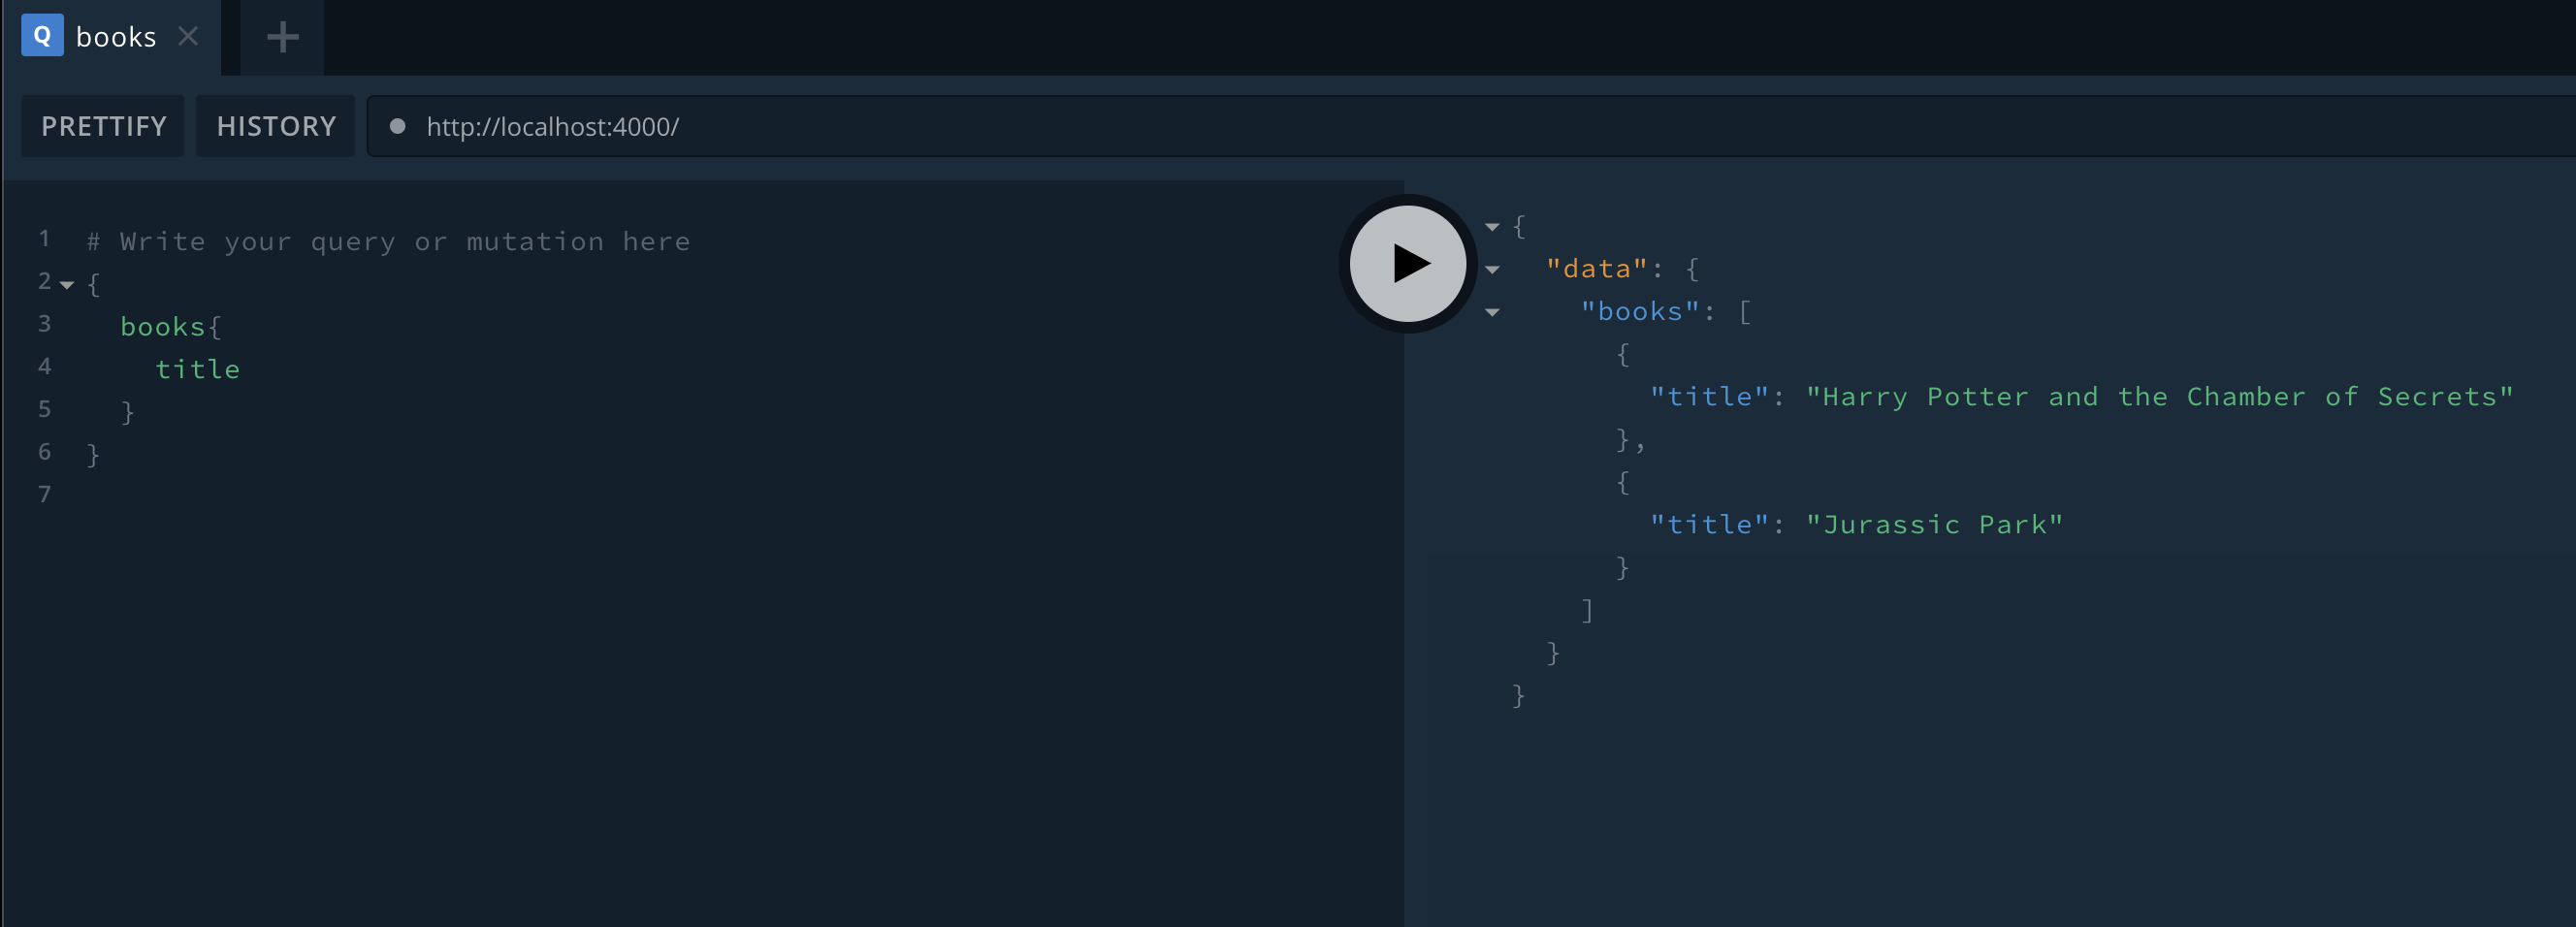 Q books
PRETTIFY HISTORY http://localhost:4000/
1 # Write your query or mutation here
2 {
3 books{
4 title
5 }
6 }
7
{
"data": {
"books": [
{
"title": "Harry Potter and the Chamber of Secrets"
},
{
"title": "Jurassic Park"
}
]
}
}